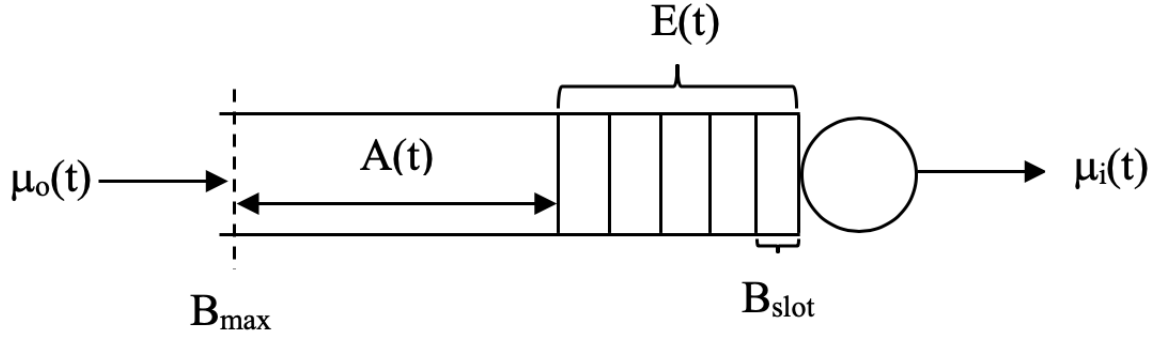 E(t)
A(t)
μo(t)
μi(t)
Bslot
Bmax